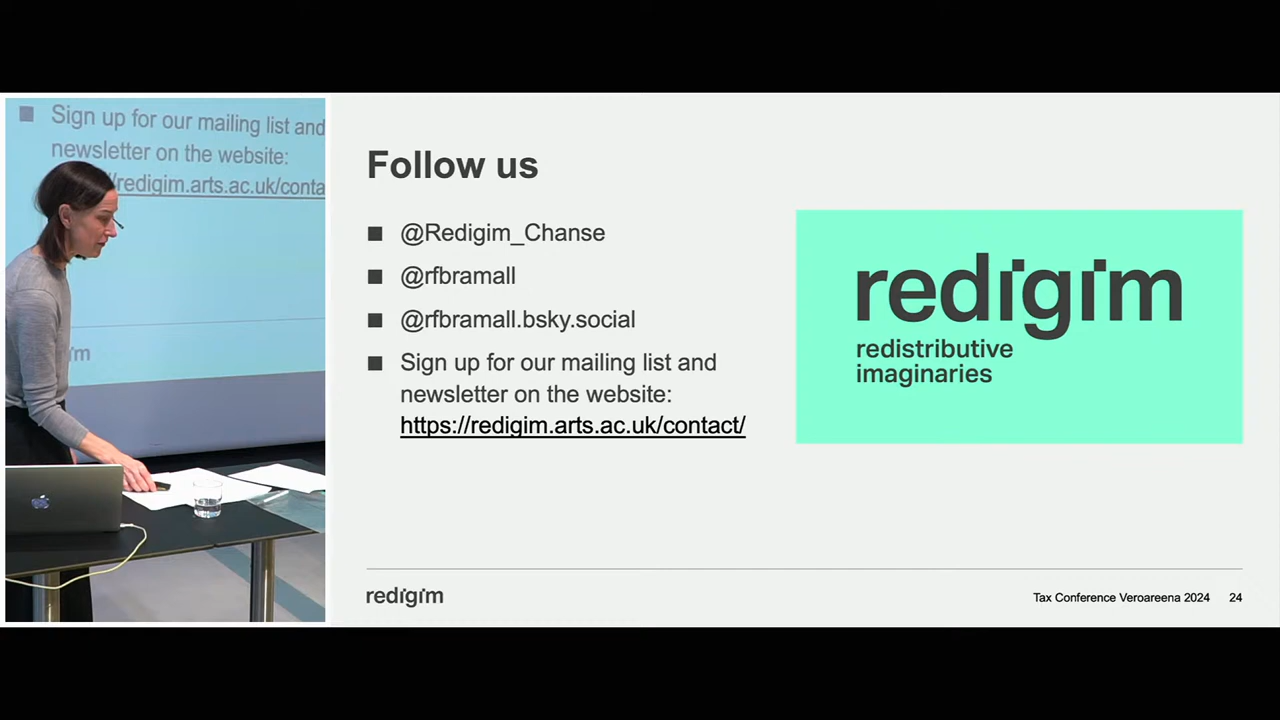 Sign up for our mailing list and
newsletter on the website:
/redigim.arts.ac.uk/conta
Follow us
@Redigim_Chanse
@rfbramall
@rfbramall.bsky.social
Sign up for our mailing list and
newsletter on the website:
https://redigim.arts.ac.uk/contact/
redigim
redistributive
imaginaries
redigim
Tax Conference Veroareena 2024 24